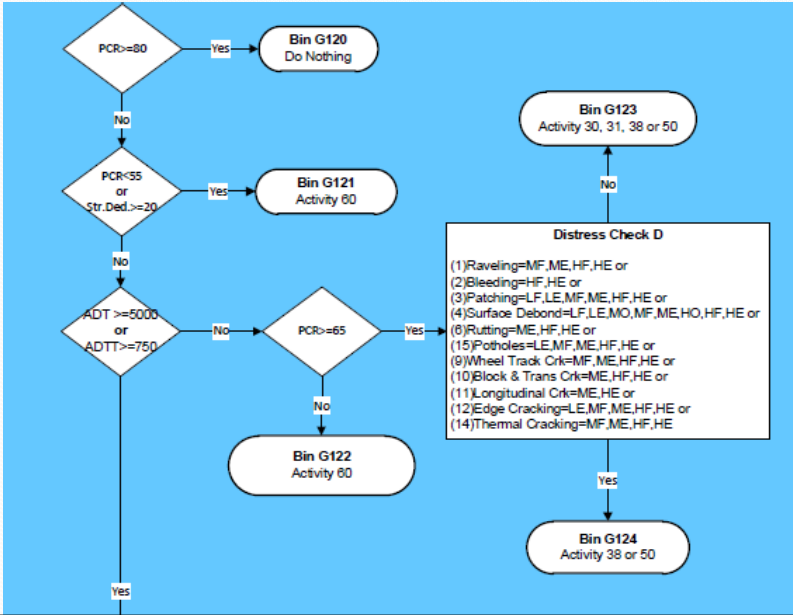 PCR>=80
Yes
Bin G120
Do Nothing
No
PCR<55
or
Str.Ded.>=20
Yes
Bin G121
Activity 60
No
ADT >=5000
or
ADTT>=750
No
PCR>=65
Yes
No
Bin G122
Activity 60
Bin G123
Activity 30, 31, 38 or 50
No
Distress Check D
(1)Raveling=MF,ME,HF,HE or
(2)Bleeding=HF,HE or
(3)Patching=LF,LE,MF,ME,HF,HE or
(4)Surface Debond=LF,LE,MO,MF,ME,HO,HF,HE or
(6)Rutting=ME,HF,HE or
(15)Potholes=LE,MF,ME,HF,HE or
(9)Wheel Track Crk=MF,ME,HF,HE or
(10)Block & Trans Crk=ME,HF,HE or
(11)Longitudinal Crk=ME,HE or
(12)Edge Cracking=LE,MF,ME,HF,HE or
(14)Thermal Cracking=MF,ME,HF,HE
Yes
Bin G124
Activity 38 or 50
Yes